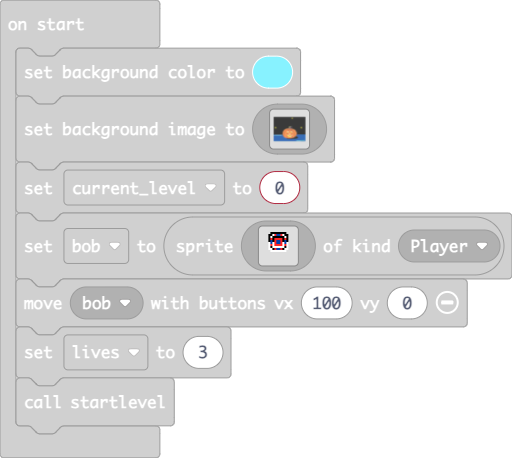 on start
set background color to
set background image to
set current_level to 0
set bob to sprite of kind Player
move bob with buttons vx 100 vy 0
set lives to 3
call startlevel